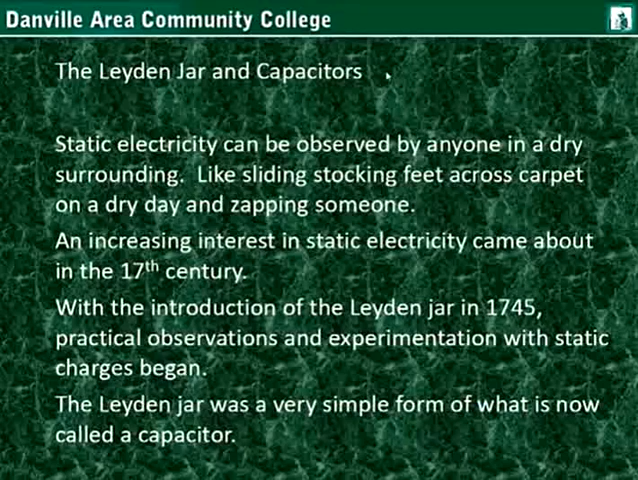 Danville Area Community College
The Leyden Jar and Capacitors
Static electricity can be observed by anyone in a dry
surrounding. Like sliding stocking feet across carpet
on a dry day and zapping someone.
An increasing interest in static electricity came about
in the 17th century.
With the introduction of the Leyden jar in 1745,
practical observations and experimentation with static
charges began.
The Leyden jar was a very simple form of what is now
called a capacitor.